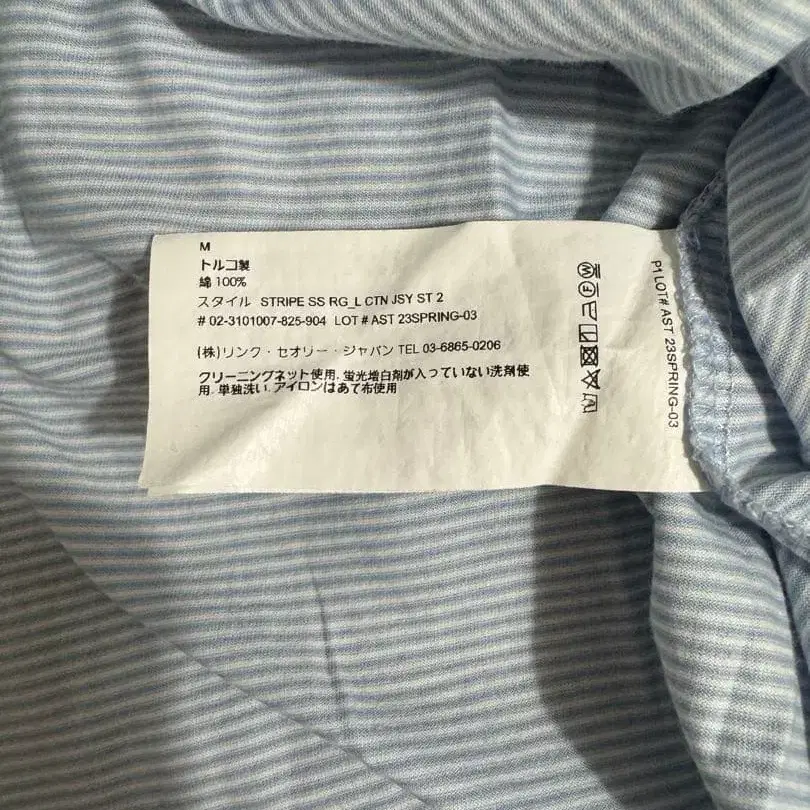 M
トルコ製
綿 100%
スタイル STRIPE SS RG_L CTN JSY ST 2
# 02-3101007-825-904 LOT # AST 23SPRING-03
(株)リンク・セオリー・ジャパン TEL 03-6865-0206
クリーニングネット使用. 蛍光増白剤が入っていない洗剤使
用. 単独洗い. アイロンはあて布使用
P1 LOT# AST 23SPRING-03